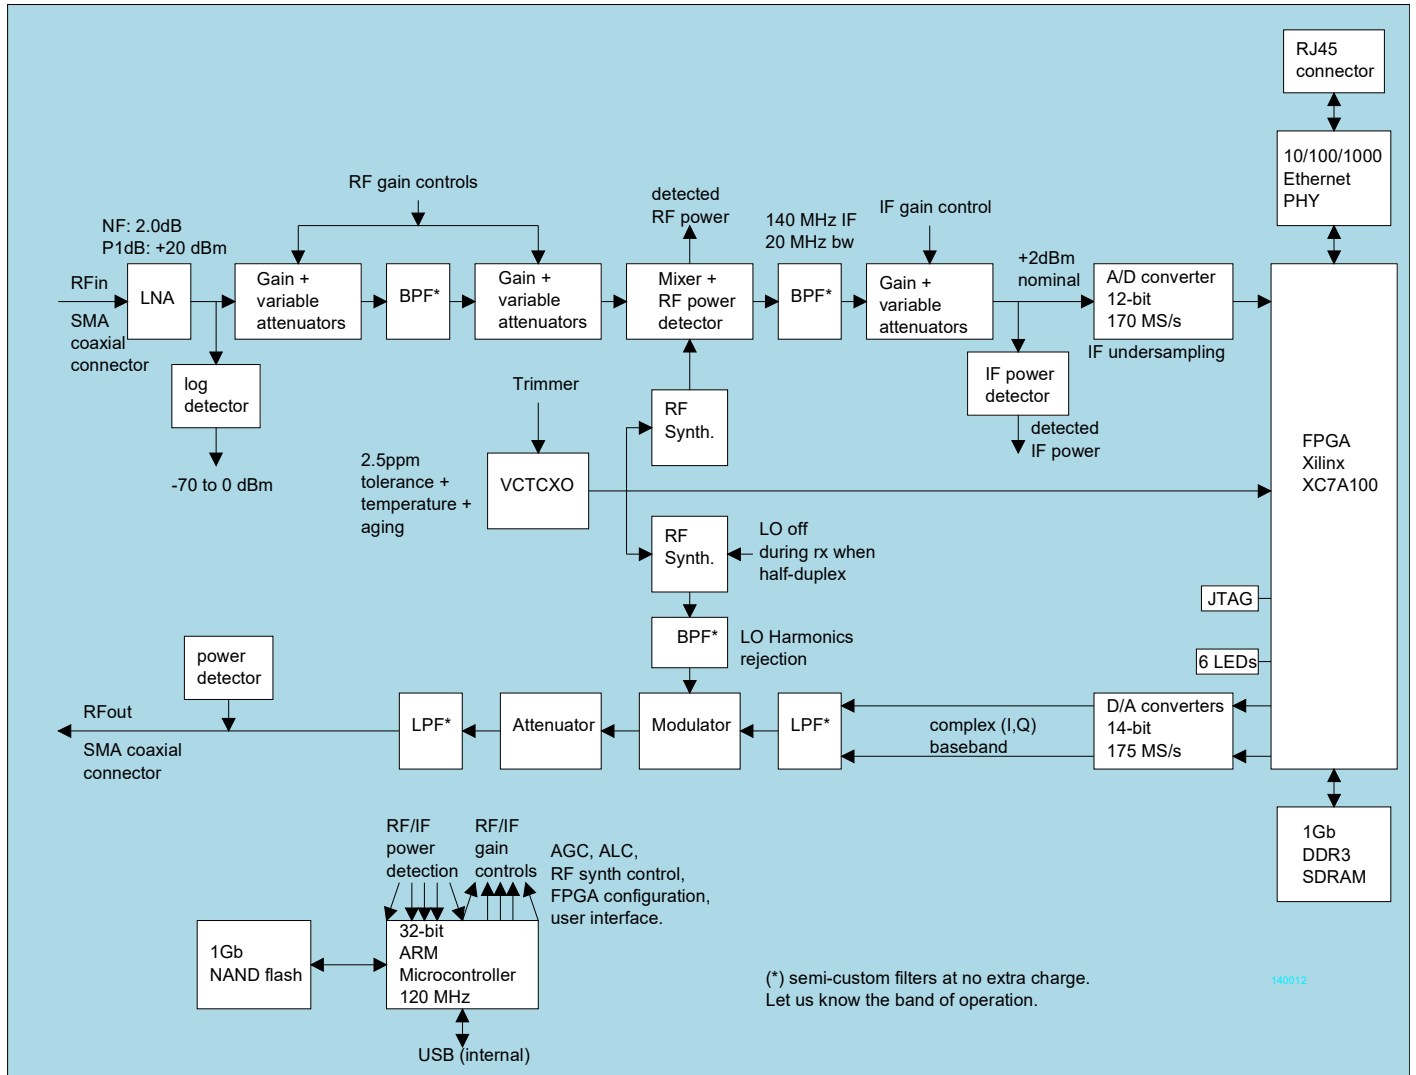 RJ45
connector
10/100/1000
Ethernet
PHY
RF gain controls
detected
RF power
140 MHz IF
20 MHz bw
IF gain control
NF: 2.0dB
P1dB: +20 dBm
+2dBm
nominal
RFin
SMA
coaxial
connector
LNA
Gain +
variable
attenuators
BPF*
Gain +
variable
attenuators
Mixer +
RF power
detector
BPF*
Gain +
variable
attenuators
A/D converter
12-bit
170 MS/s
IF undersampling
log
detector
-70 to 0 dBm
Trimmer
RF
Synth.
IF power
detector
detected
IF power
2.5ppm
tolerance +
temperature +
aging
VCTCXO
FPGA
Xilinx
XC7A100
RF
Synth.
LO off
during rx when
half-duplex
JTAG
BPF*
LO Harmonics
rejection
6 LEDs
power
detector
RFout
SMA coaxial
connector
LPF*
Attenuator
Modulator
LPF*
complex (I,Q)
baseband
D/A converters
14-bit
175 MS/s
RF/IF
power
detection
RF/IF
gain
controls
AGC, ALC,
RF synth control,
FPGA configuration,
user interface.
1Gb
DDR3
SDRAM
1Gb
NAND flash
32-bit
ARM
Microcontroller
120 MHz
USB (internal)
(*) semi-custom filters at no extra charge.
Let us know the band of operation.
140012